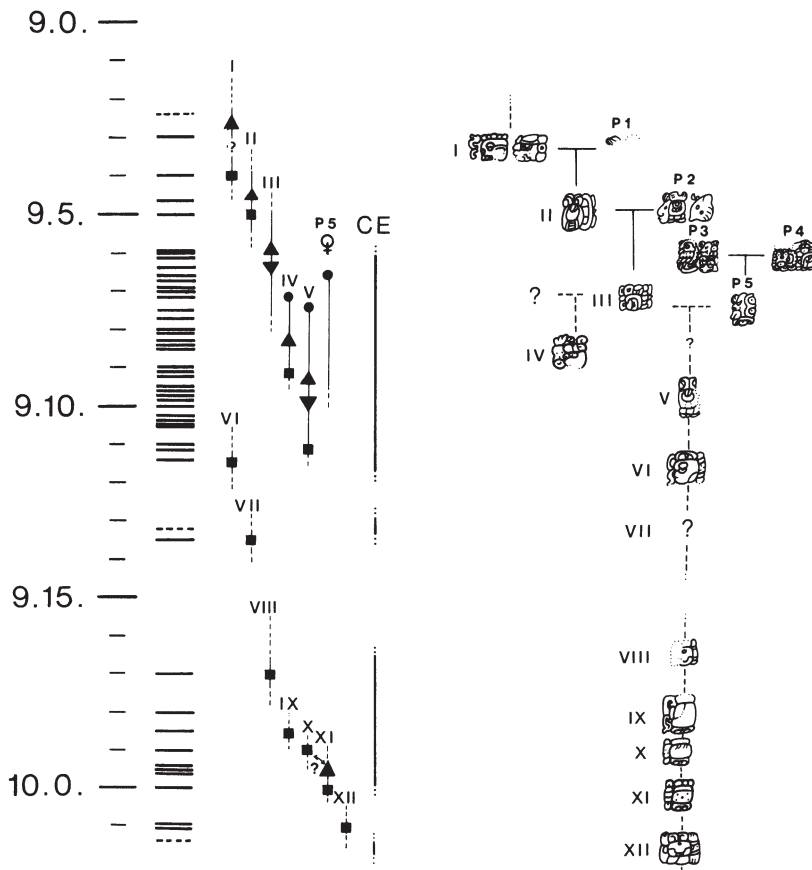 9.0.
I
II
III
9.5.
P5
CE
IV
V
?
9.10.
VI
VII
9.15.
VIII
IX
X
XI
?
10.0.
XII
I
P1
II
P2
P3
P4
?
III
P5
IV
?
V
VI
VII
?
VIII
IX
X
XI
XII